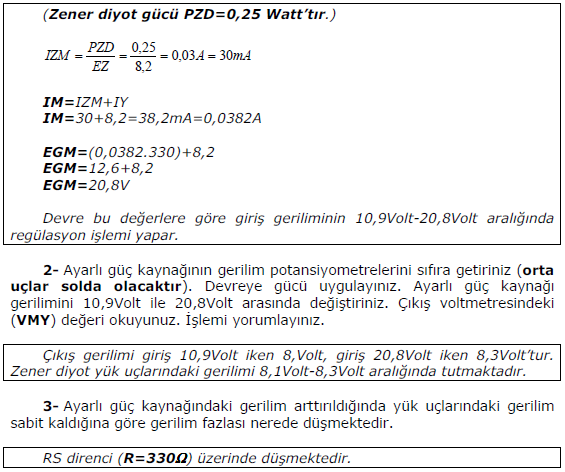 (Zener diyot gücü PZD=0,25 Watt'tır.)
IZM = PZD/EZ = 0,25/8,2 = 0,03A = 30mA
IM=IZM+IY
IM=30+8,2=38,2mA=0,0382A
EGM=(0,0382.330)+8,2
EGM=12,6+8,2
EGM=20,8V
Devre bu değerlere göre giriş geriliminin 10,9Volt-20,8Volt aralığında
regülasyon işlemi yapar.
2- Ayarlı güç kaynağının gerilim potansiyometrelerini sıfıra getiriniz (orta
uçlar solda olacaktır). Devreye gücü uygulayınız. Ayarlı güç kaynağı
gerilimini 10,9Volt ile 20,8Volt arasında değiştiriniz. Çıkış voltmetresindeki
(VMY) değeri okuyunuz. İşlemi yorumlayınız.
Çıkış gerilimi giriş 10,9Volt iken 8,Volt, giriş 20,8Volt iken 8,3Volt'tur.
Zener diyot yük uçlarındaki gerilimi 8,1Volt-8,3Volt aralığında tutmaktadır.
3- Ayarlı güç kaynağındaki gerilim arttırıldığında yük uçlarındaki gerilim
sabit kaldığına göre gerilim fazlası nerede düşmektedir.
RS direnci (R=330Ω) üzerinde düşmektedir.